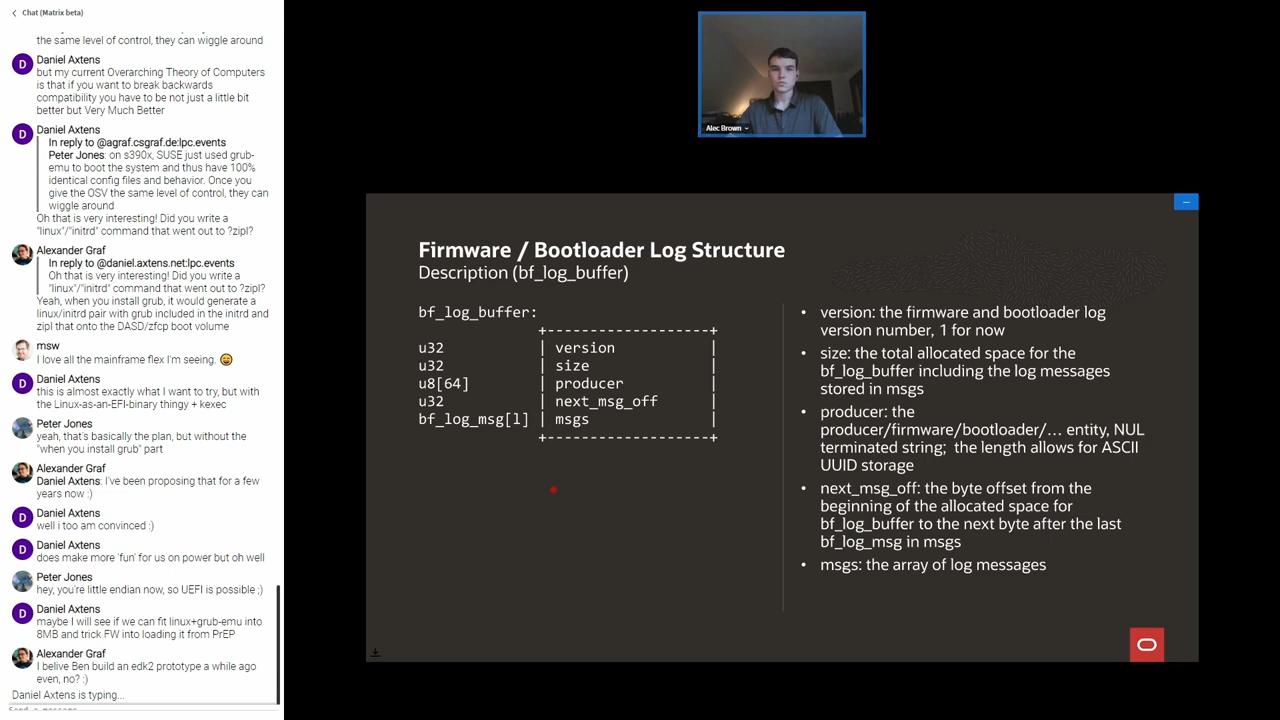 Chat (Matrix beta)
the same level of control, they can wiggle around
Daniel Axtens
but my current Overarching Theory of Computers
is that if you want to break backwards
compatibility you have to be not just a little bit
better but Very Much Better
Daniel Axtens
In reply to @agraf.csgraf.de:lpc.events
Peter Jones: on s390x, SUSE just used grub-
emu to boot the system and thus have 100%
identical config files and behavior. Once you
give the OSV the same level of control, they can
wiggle around
Oh that is very interesting! Did you write a
"linux"/"initrd" command that went out to ?zipl?
Alexander Graf
In reply to @daniel.axtens.net:lpc.events
Oh that is very interesting! Did you write a
"linux"/"initrd" command that went out to ?zipl?
Yeah, when you install grub, it would generate a
linux/initrd pair with grub included in the initrd and
zipl that onto the DASD/zfcp boot volume
msw
I love all the mainframe flex I'm seeing. 😄
Daniel Axtens
this is almost exactly what I want to try, but with
the Linux-as-an-EFI-binary thingy + kexec
Peter Jones
yeah, that's basically the plan, but without the
"when you install grub" part
Alexander Graf
Daniel Axtens: I've been proposing that for a few
years now :)
Daniel Axtens
well i too am convinced :)
Daniel Axtens
does make more 'fun' for us on power but oh well
Peter Jones
hey, you're little endian now, so UEFI is possible ;)
Daniel Axtens
maybe I will see if we can fit linux+grub-emu into
8MB and trick FW into loading it from PrEP
Alexander Graf
I belive Ben build an edk2 prototype a while ago
even, no? :)
Daniel Axtens is typing...
Send a message
Alec Brown
Firmware / Bootloader Log Structure
Description (bf_log_buffer)
bf_log_buffer:
+-------------------+
u32 | version |
u32 | size |
u8[64] | producer |
u32 | next_msg_off |
bf_log_msg[l] | msgs |
+-------------------+
• version: the firmware and bootloader log
version number, 1 for now
• size: the total allocated space for the
bf_log_buffer including the log messages
stored in msgs
• producer: the
producer/firmware/bootloader/... entity, NUL
terminated string; the length allows for ASCII
UUID storage
• next_msg_off: the byte offset from the
beginning of the allocated space for
bf_log_buffer to the next byte after the last
bf_log_msg in msgs
• msgs: the array of log messages